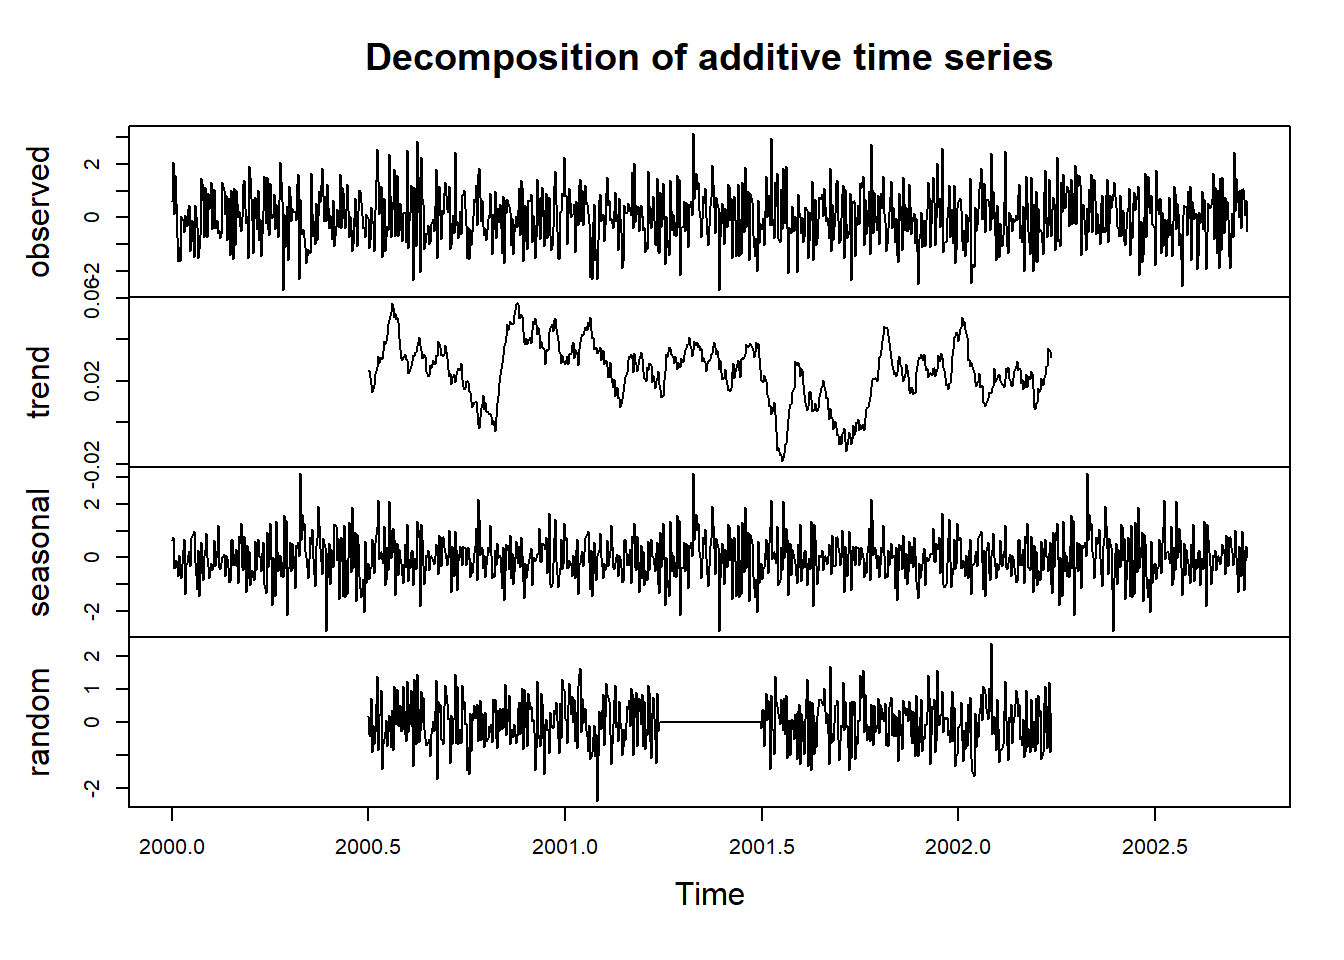 Decomposition of additive time series
observed
-2 0 2
trend
-0.02 0.02 0.06
seasonal
-2 0 2
random
-2 0 1 2
2000.0 2000.5 2001.0 2001.5 2002.0 2002.5
Time